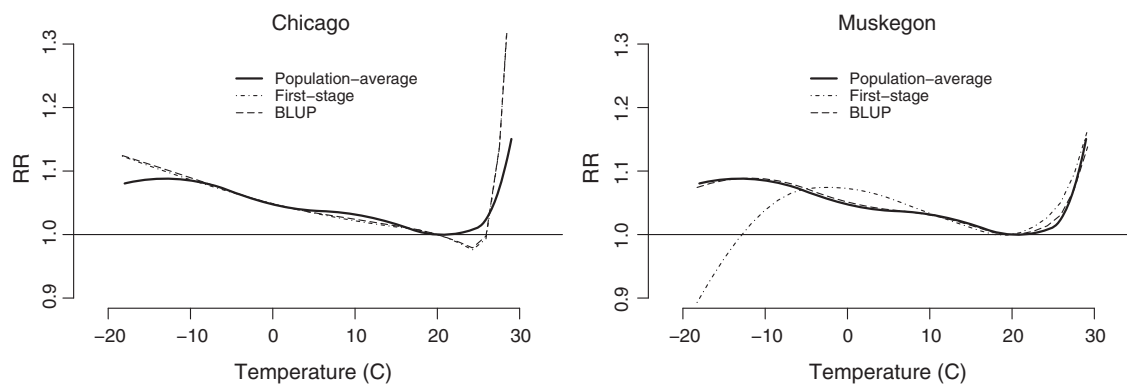 Chicago
RR
1.3
1.2
1.1
1.0
0.9
Population−average
First−stage
BLUP
−20
−10
0
10
20
30
Temperature (C)
Muskegon
RR
1.3
1.2
1.1
1.0
0.9
Population−average
First−stage
BLUP
−20
−10
0
10
20
30
Temperature (C)